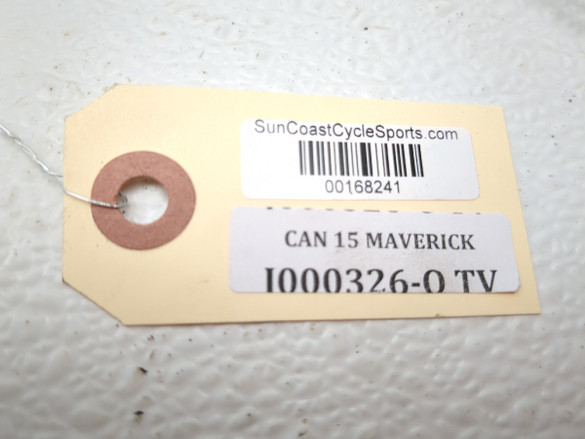 SunCoastCycleSports.com
00168241
CAN 15 MAVERICK
I000326-O TV